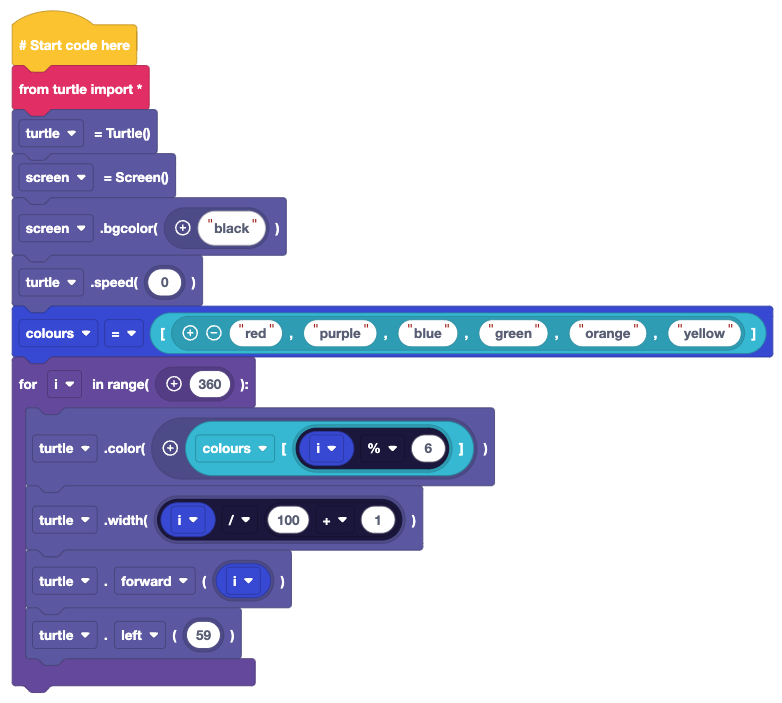 # Start code here
from turtle import *
turtle = Turtle()
screen = Screen()
screen .bgcolor( "black" )
turtle .speed( 0 )
colours = [ "red" , "purple" , "blue" , "green" , "orange" , "yellow" ]
for i in range( 360 ):
turtle .color( colours [ i % 6 ] )
turtle .width( i / 100 + 1 )
turtle . forward ( i )
turtle . left ( 59 )